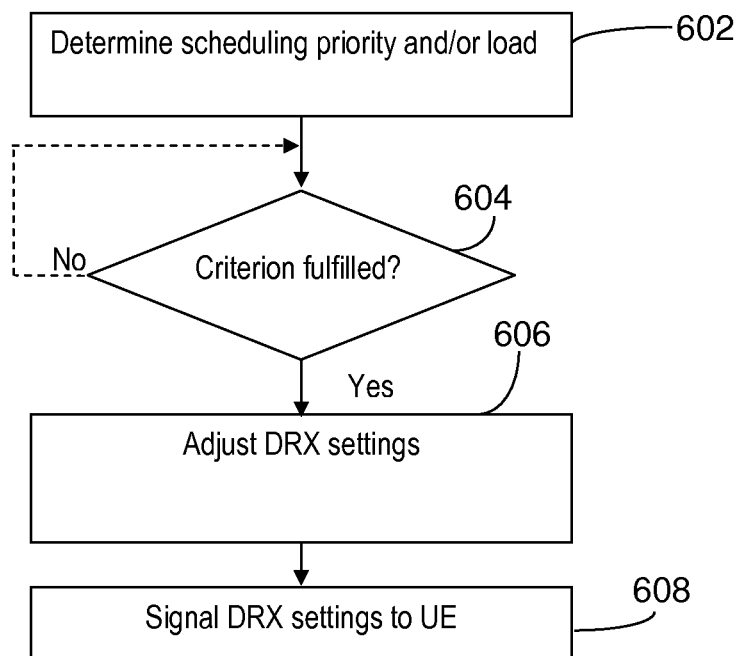 Determine scheduling priority and/or load
602
604
No
Criterion fulfilled?
606
Yes
Adjust DRX settings
608
Signal DRX settings to UE